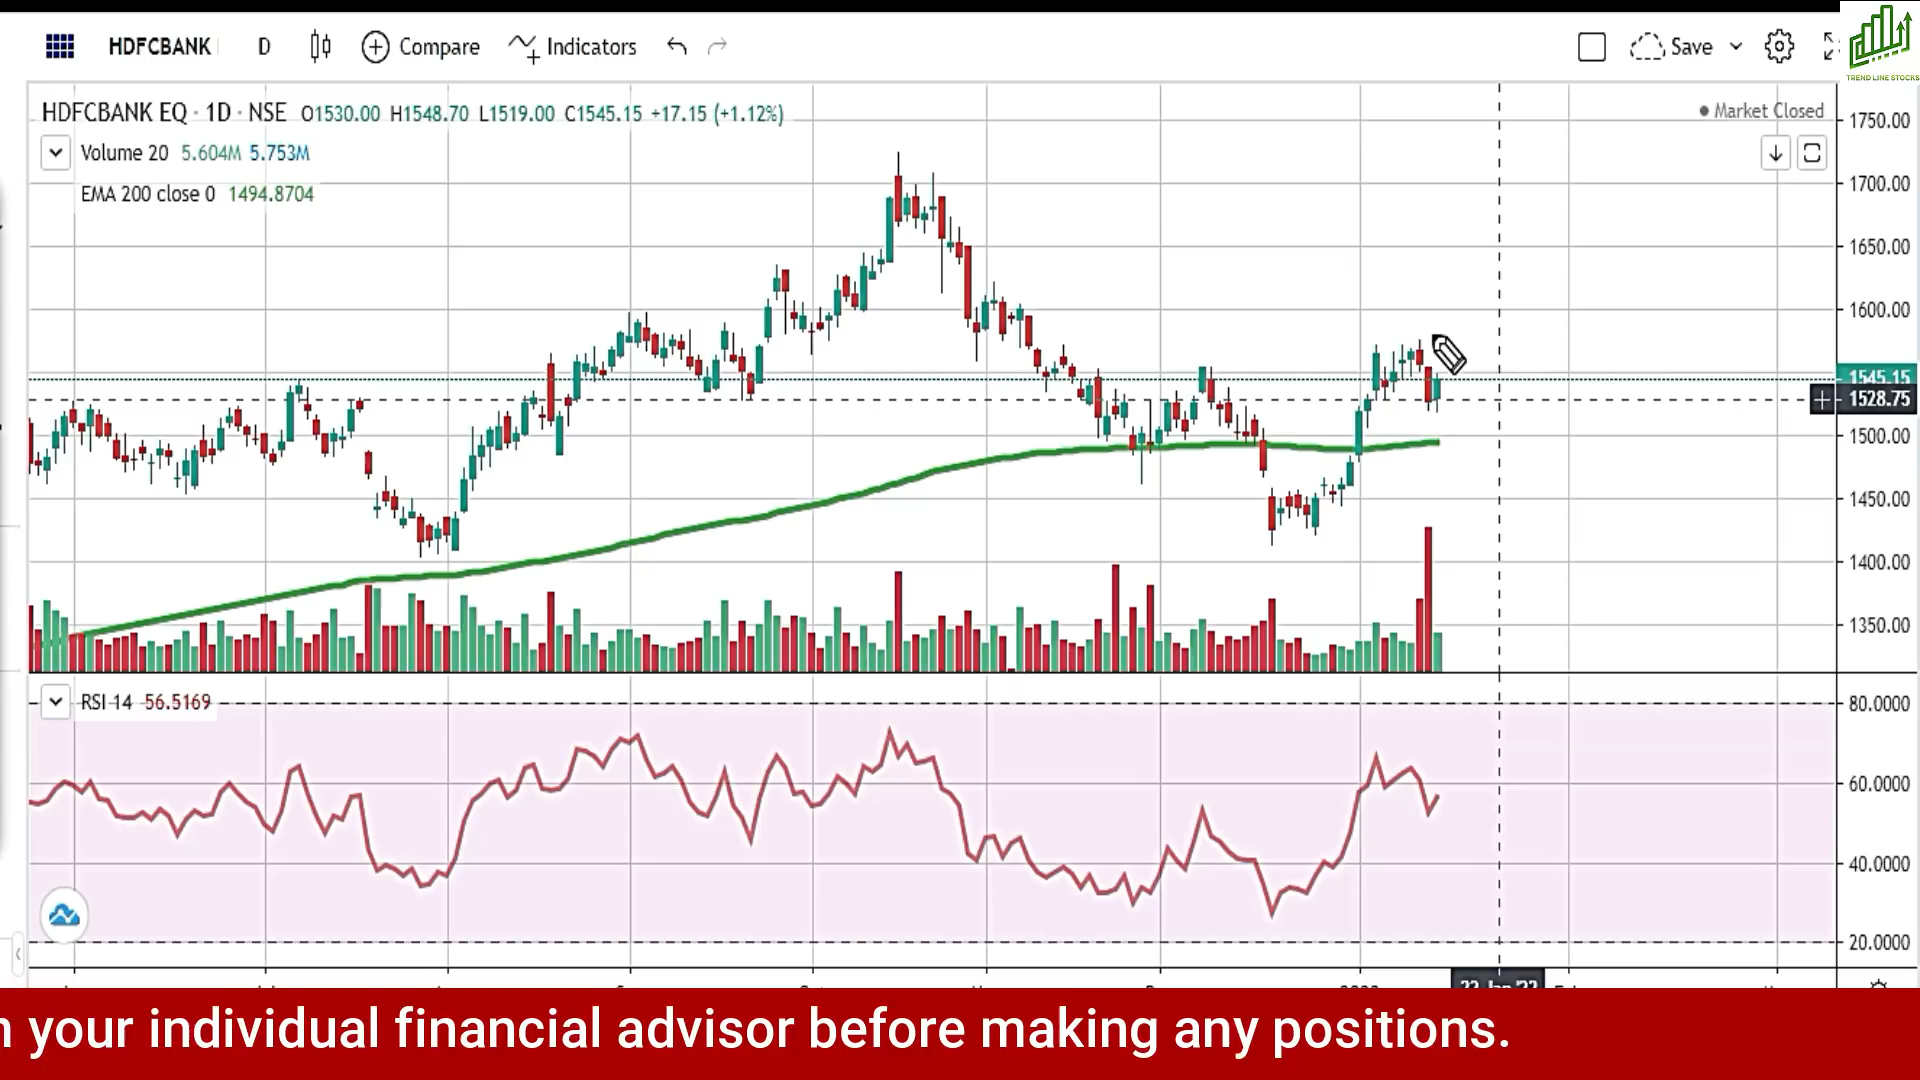 HDFCBANK D Compare Indicators Save
TREND LINE STOCKS
HDFCBANK EQ · 1D · NSE O1530.00 H1548.70 L1519.00 C1545.15 +17.15 (+1.12%)
Market Closed
Volume 20 5.604M 5.753M
EMA 200 close 0 1494.8704
1750.00
1700.00
1650.00
1600.00
1545.15
1528.75
1500.00
1450.00
1400.00
1350.00
RSI 14 56.5169
80.0000
60.0000
40.0000
20.0000
your individual financial advisor before making any positions.